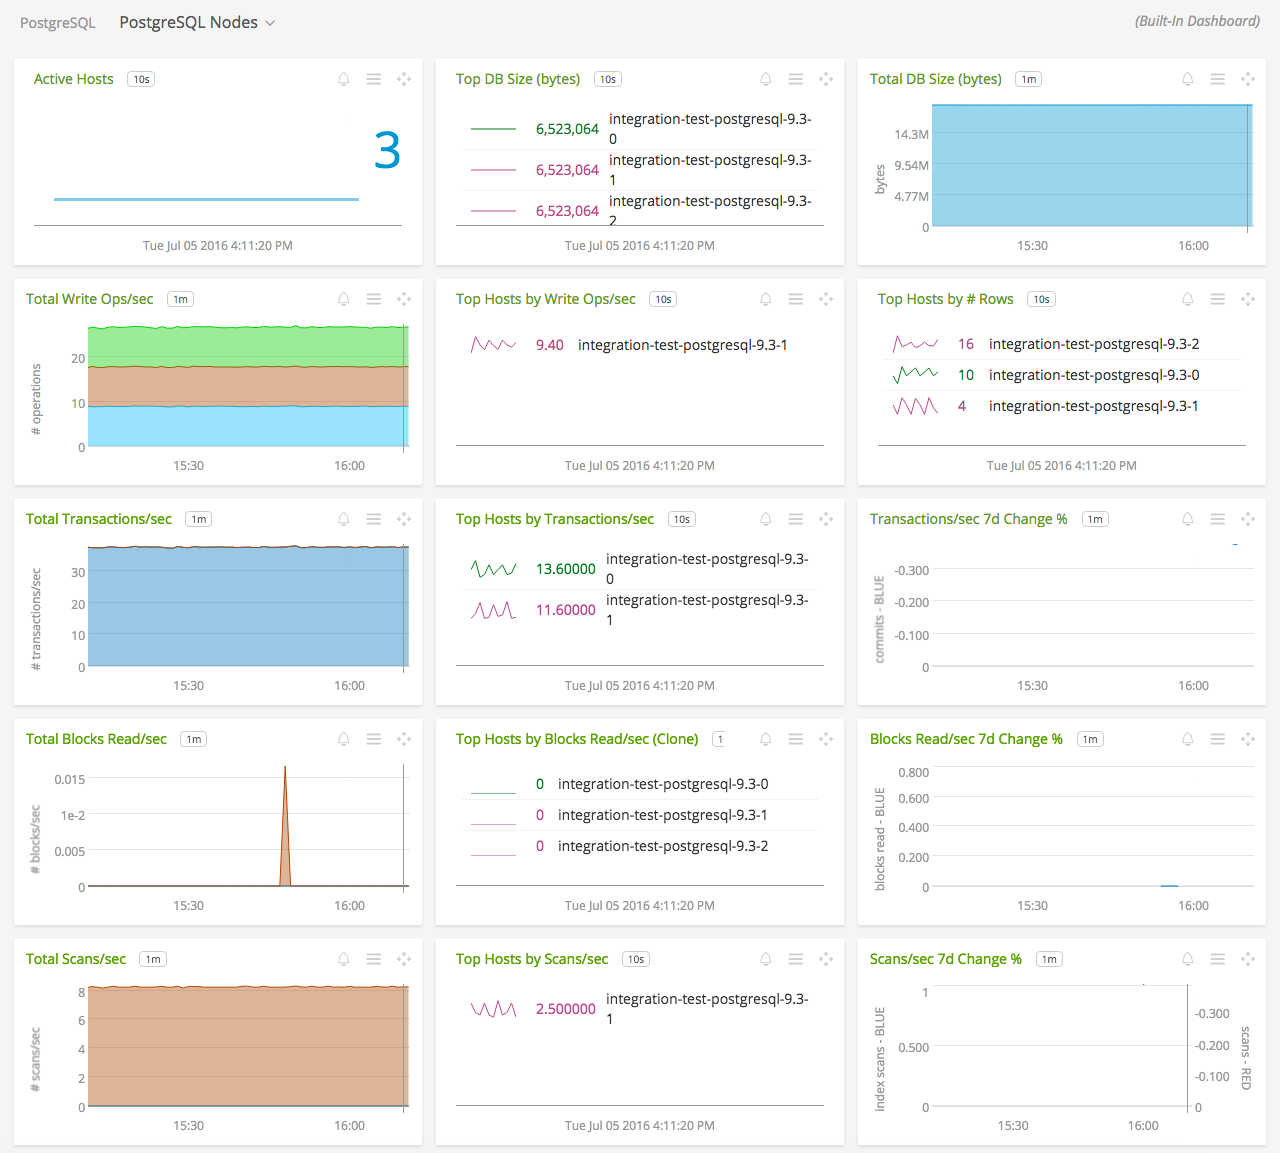 PostgreSQL PostgreSQL Nodes
(Built-In Dashboard)
Active Hosts 10s
3
Tue Jul 05 2016 4:11:20 PM
Top DB Size (bytes) 10s
6,523,064 integration-test-postgresql-9.3-
0
6,523,064 integration-test-postgresql-9.3-
1
6,523,064 integration-test-postgresql-9.3-
2
Tue Jul 05 2016 4:11:20 PM
Total DB Size (bytes) 1m
bytes
14.3M
9.54M
4.77M
0
15:30 16:00
Total Write Ops/sec 1m
# operations
20
10
0
15:30 16:00
Top Hosts by Write Ops/sec 10s
9.40 integration-test-postgresql-9.3-1
Tue Jul 05 2016 4:11:20 PM
Top Hosts by # Rows 10s
16 integration-test-postgresql-9.3-2
10 integration-test-postgresql-9.3-0
4 integration-test-postgresql-9.3-1
Tue Jul 05 2016 4:11:20 PM
Total Transactions/sec 1m
# transactions/sec
30
20
10
0
15:30 16:00
Top Hosts by Transactions/sec 10s
13.60000 integration-test-postgresql-9.3-
0
11.60000 integration-test-postgresql-9.3-
1
Tue Jul 05 2016 4:11:20 PM
Transactions/sec 7d Change % 1m
commits - BLUE
-0.300
-0.200
-0.100
0
15:30 16:00
Total Blocks Read/sec 1m
# blocks/sec
0.015
1e-2
0.005
0
15:30 16:00
Top Hosts by Blocks Read/sec (Clone) 1
0 integration-test-postgresql-9.3-0
0 integration-test-postgresql-9.3-1
0 integration-test-postgresql-9.3-2
Tue Jul 05 2016 4:11:20 PM
Blocks Read/sec 7d Change % 1m
blocks read - BLUE
0.800
0.600
0.400
0.200
0
15:30 16:00
Total Scans/sec 1m
# scans/sec
8
6
4
2
0
15:30 16:00
Top Hosts by Scans/sec 10s
2.500000 integration-test-postgresql-9.3-
1
Tue Jul 05 2016 4:11:20 PM
Scans/sec 7d Change % 1m
index scans - BLUE
1
0.500
0
-0.300
-0.200
-0.100
0
scans - RED
15:30 16:00